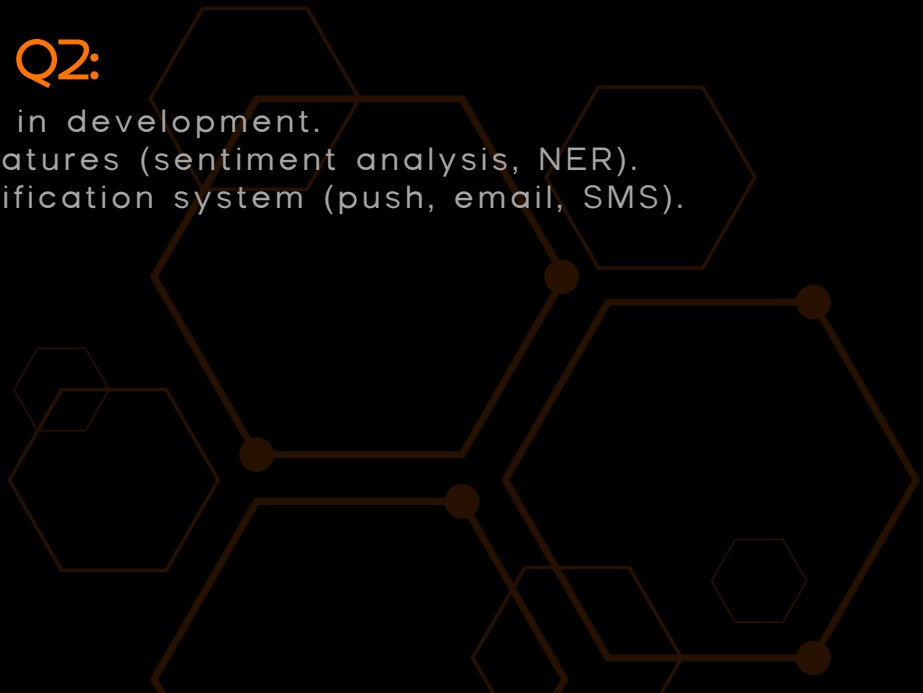 Q2:
in development.
atures (sentiment analysis, NER).
ification system (push, email, SMS).